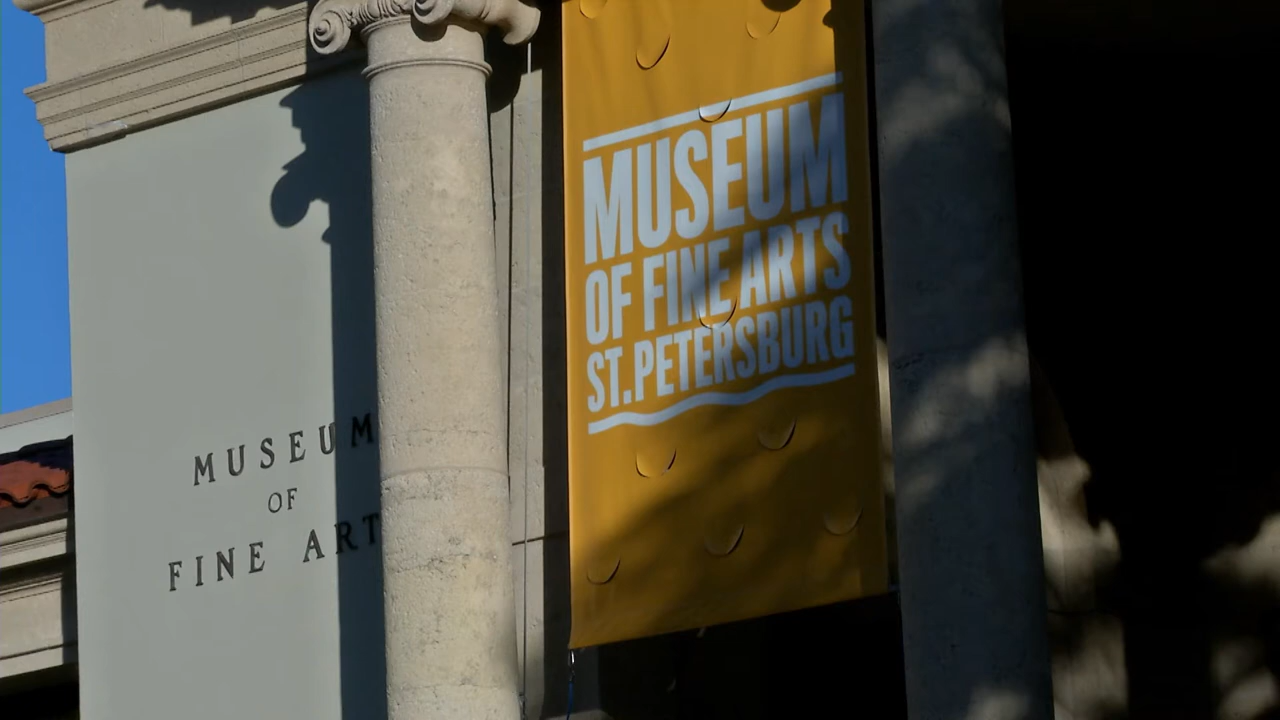 MUSEUM
OF
FINE ART
MUSEUM
OF FINE ARTS
ST.PETERSBURG